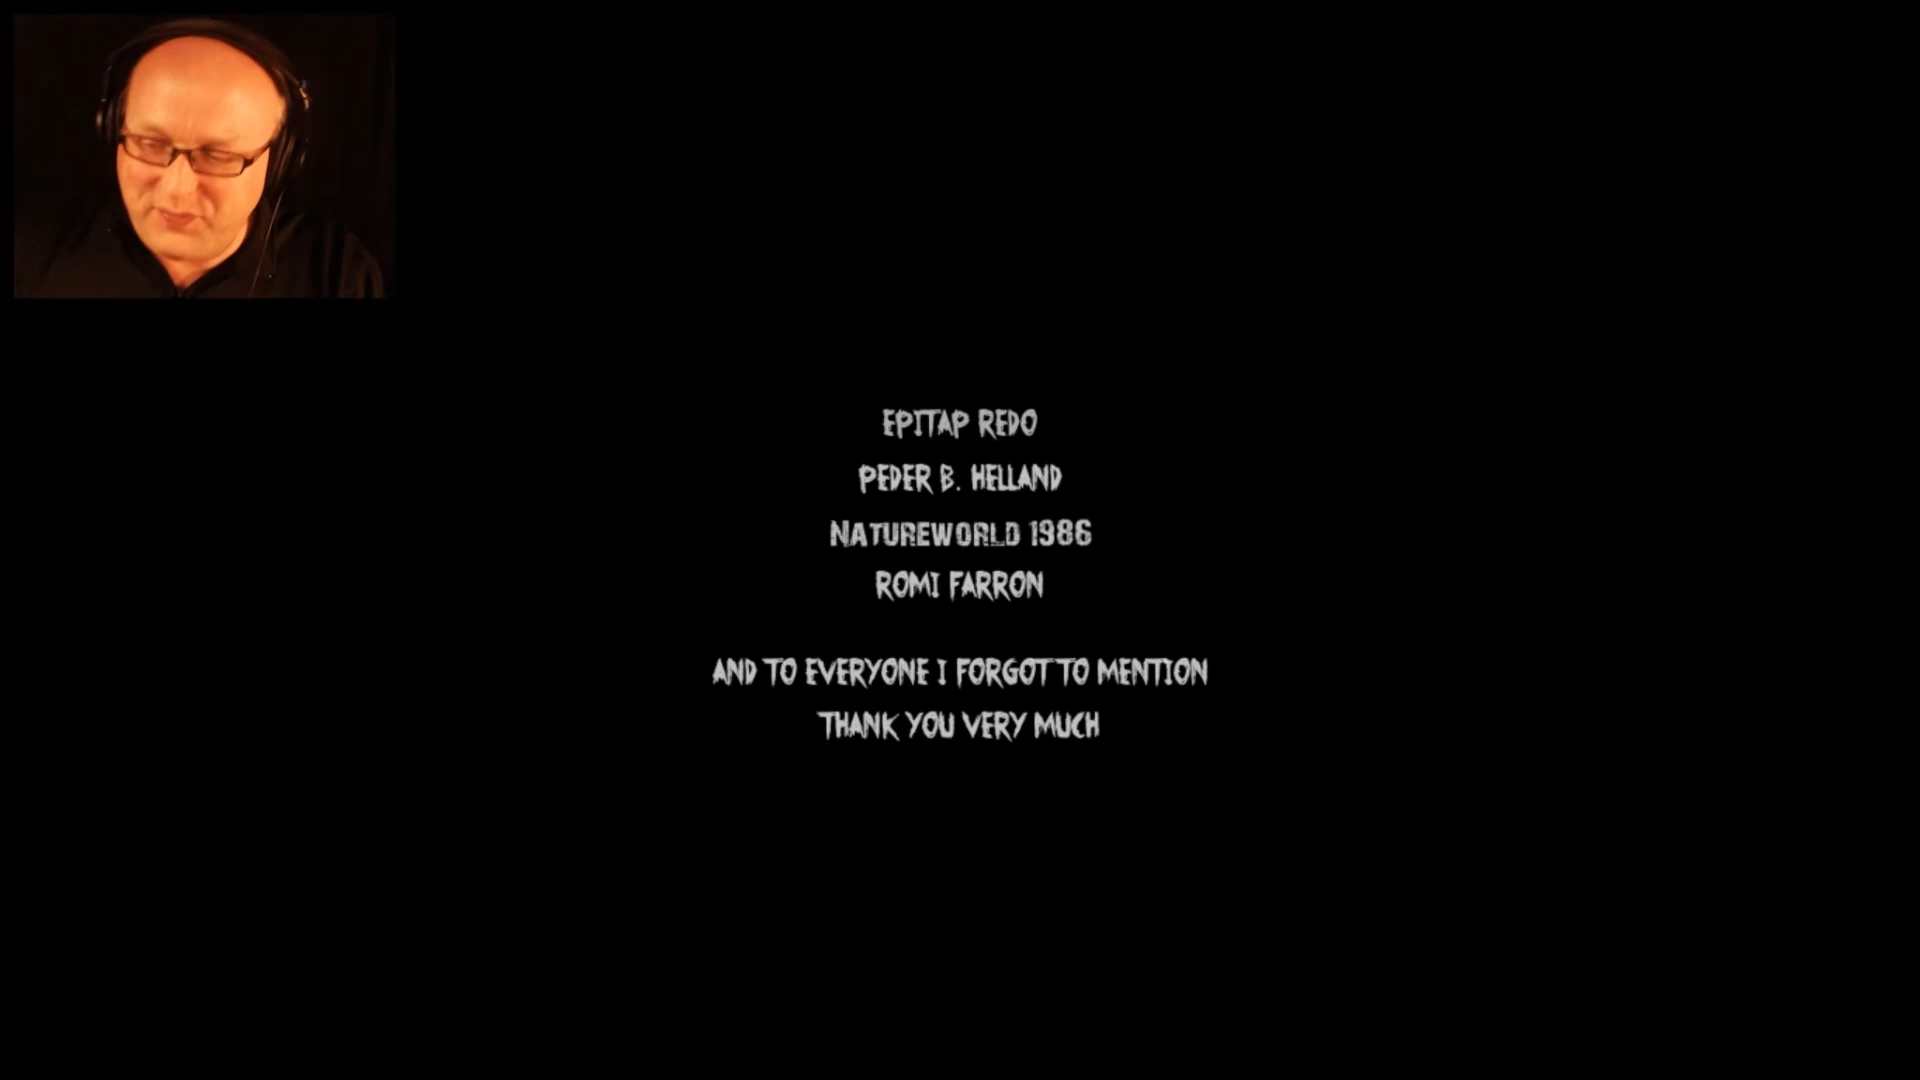 EPITAP REDO
PEDER B. HELLAND
NATUREWORLD 1986
ROMI FARRON
AND TO EVERYONE I FORGOT TO MENTION
THANK YOU VERY MUCH